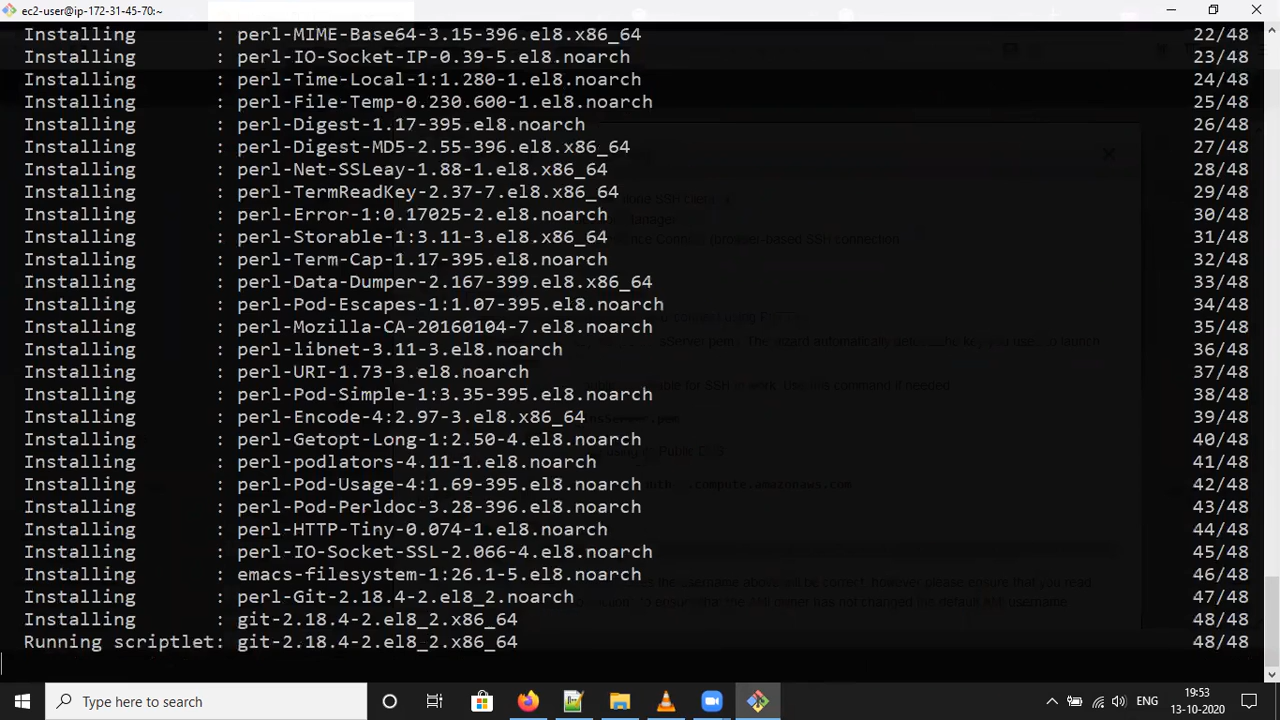 ec2-user@ip-172-31-45-70:~
Installing : perl-MIME-Base64-3.15-396.el8.x86_64 22/48
Installing : perl-IO-Socket-IP-0.39-5.el8.noarch 23/48
Installing : perl-Time-Local-1:1.280-1.el8.noarch 24/48
Installing : perl-File-Temp-0.230.600-1.el8.noarch 25/48
Installing : perl-Digest-1.17-395.el8.noarch 26/48
Installing : perl-Digest-MD5-2.55-396.el8.x86_64 27/48
Installing : perl-Net-SSLeay-1.88-1.el8.x86_64 28/48
Installing : perl-TermReadKey-2.37-7.el8.x86_64 29/48
Installing : perl-Error-1:0.17025-2.el8.noarch 30/48
Installing : perl-Storable-1:3.11-3.el8.x86_64 31/48
Installing : perl-Term-Cap-1.17-395.el8.noarch 32/48
Installing : perl-Data-Dumper-2.167-399.el8.x86_64 33/48
Installing : perl-Pod-Escapes-1:1.07-395.el8.noarch 34/48
Installing : perl-Mozilla-CA-20160104-7.el8.noarch 35/48
Installing : perl-libnet-3.11-3.el8.noarch 36/48
Installing : perl-URI-1.73-3.el8.noarch 37/48
Installing : perl-Pod-Simple-1:3.35-395.el8.noarch 38/48
Installing : perl-Encode-4:2.97-3.el8.x86_64 39/48
Installing : perl-Getopt-Long-1:2.50-4.el8.noarch 40/48
Installing : perl-podlators-4.11-1.el8.noarch 41/48
Installing : perl-Pod-Usage-4:1.69-395.el8.noarch 42/48
Installing : perl-Pod-Perldoc-3.28-396.el8.noarch 43/48
Installing : perl-HTTP-Tiny-0.074-1.el8.noarch 44/48
Installing : perl-IO-Socket-SSL-2.066-4.el8.noarch 45/48
Installing : emacs-filesystem-1:26.1-5.el8.noarch 46/48
Installing : perl-Git-2.18.4-2.el8_2.noarch 47/48
Installing : git-2.18.4-2.el8_2.x86_64 48/48
Running scriptlet: git-2.18.4-2.el8_2.x86_64 48/48
Type here to search
ENG
19:53
13-10-2020